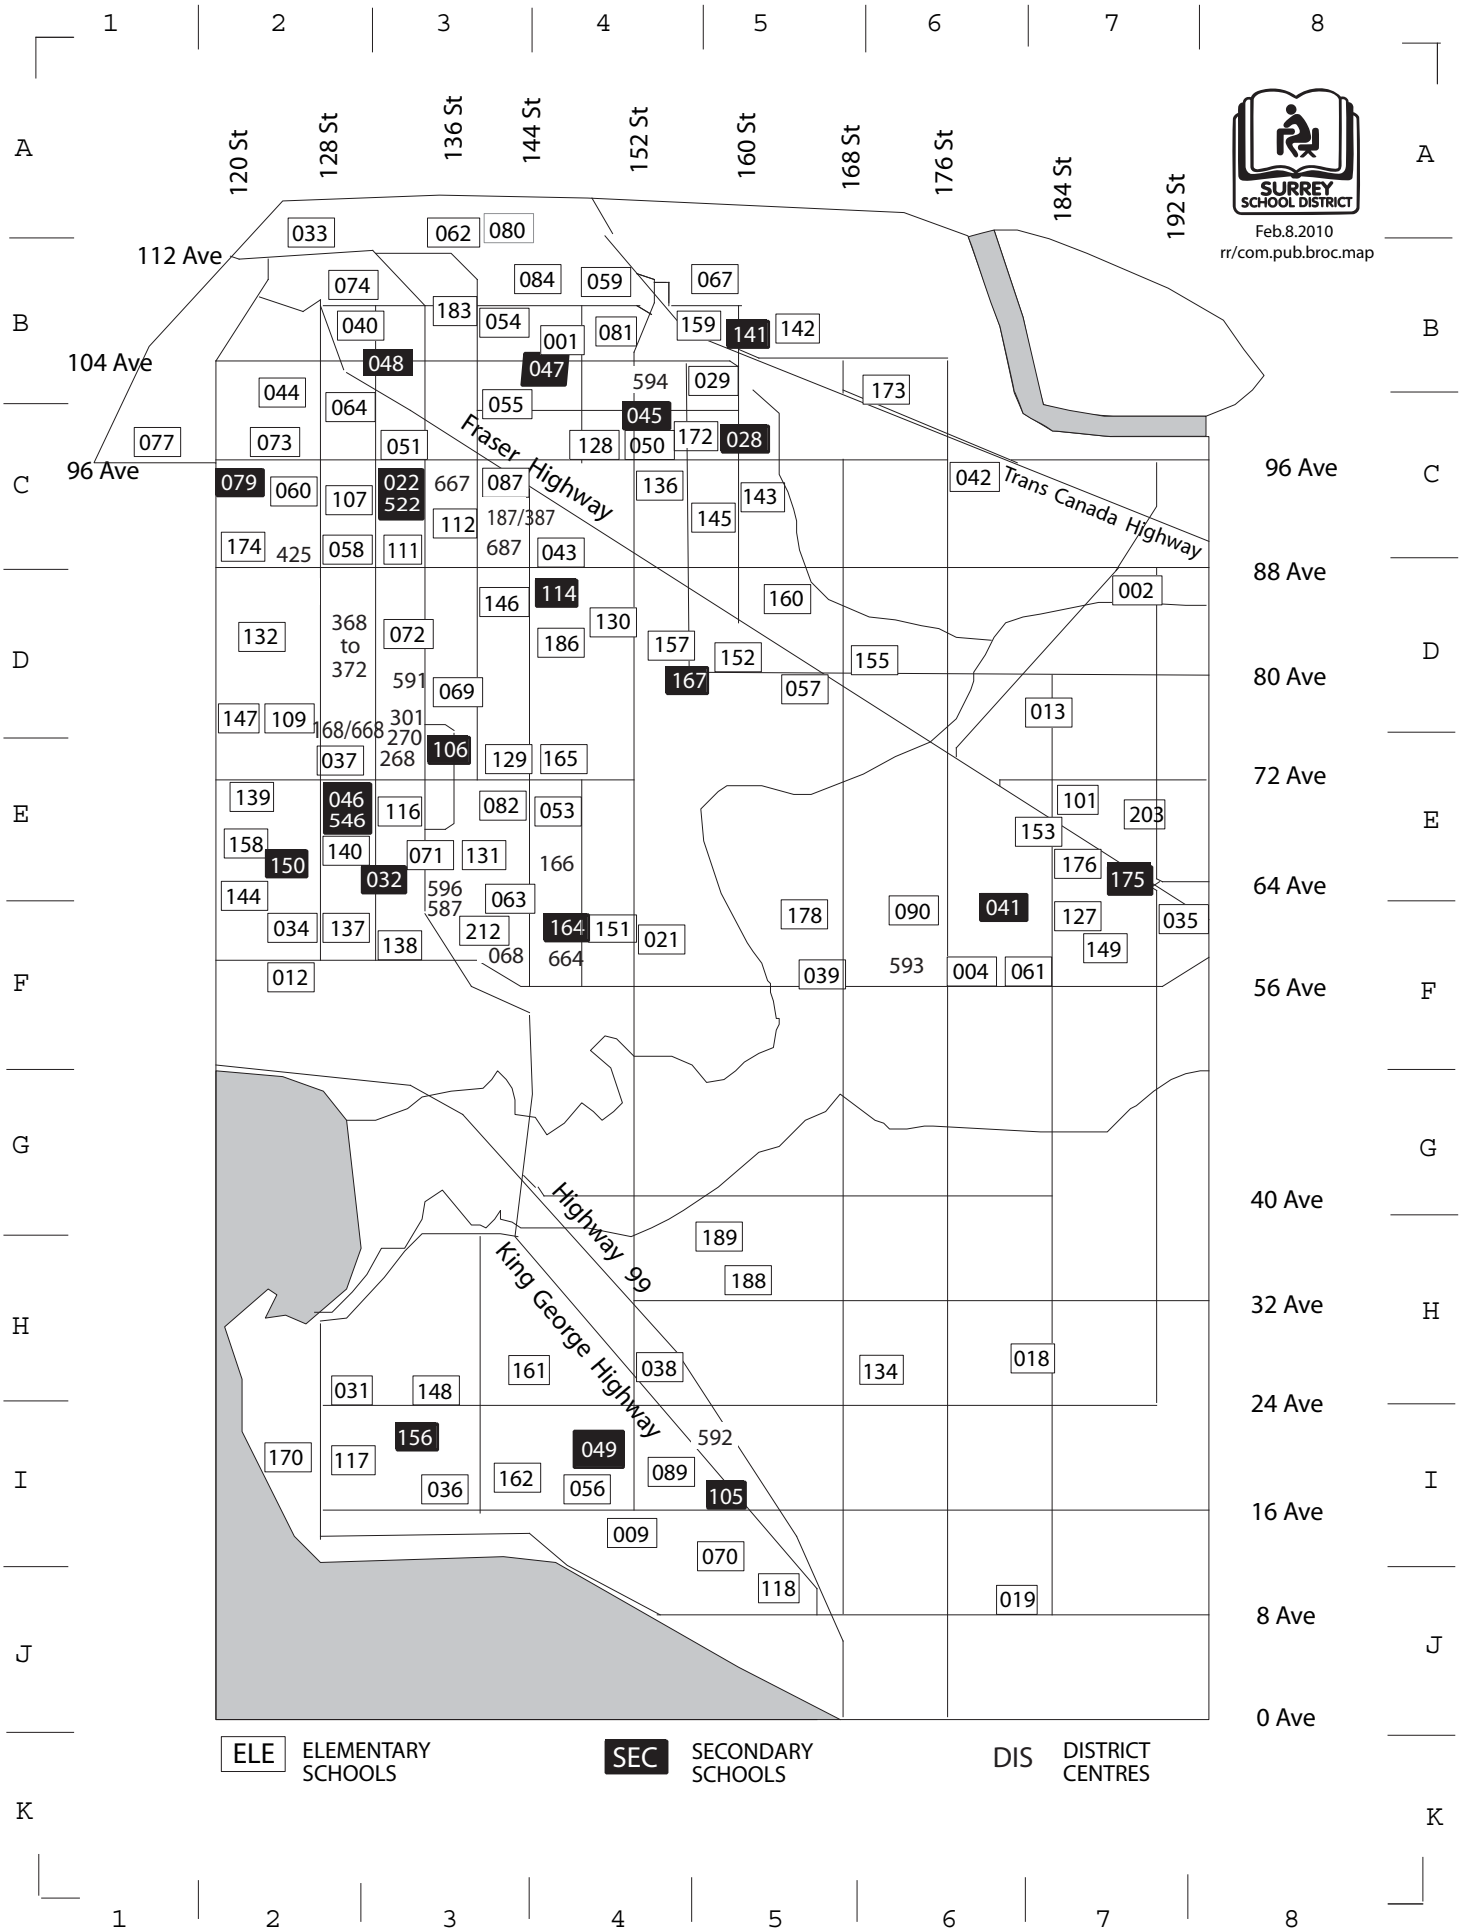 1 2 3 4 5 6 7 8
A A
120 St
128 St
136 St
144 St
152 St
160 St
168 St
176 St
184 St
192 St
SURREY
SCHOOL DISTRICT
Feb.8.2010
rr/com.pub.broc.map
033 062 080
112 Ave
074 084 059 067
B B
183 054 040 001 081 159 141 142
104 Ave
048 047 594 029 173
044 064 055 045
077 073 051 Fraser Highway 128 050 172 028
96 Ave 96 Ave
C C
079 060 107 022 667 087 136 143 042 Trans Canada Highway
522
112 187/387 145
174 425 058 111 687 043
88 Ave
114 146 160 002
132 368 072 130
to 186 157 152 155
D D
372
591 069 167 057
80 Ave
147 109 168/668 301 013
270 106
037 268 129 165
72 Ave
139 046 116 082 053 101 203
546
E E
158 150 140 071 131 166 153 176
032 175
64 Ave
144 596 063 178 090 041 127 035
587
034 137 138 212 164 151 021 149
068 664 039 593 004 061
012
F F
56 Ave
G G
40 Ave
Highway 99
189
King George Highway
188
32 Ave
H H
161 038 134 018
031 148
24 Ave
156 049 592
170 117 036 162 056 089 105
I I
16 Ave
009
070
118 019
8 Ave
J J
0 Ave
ELE ELEMENTARY
SCHOOLS
SEC SECONDARY
SCHOOLS
DIS DISTRICT
CENTRES
K K
1 2 3 4 5 6 7 8